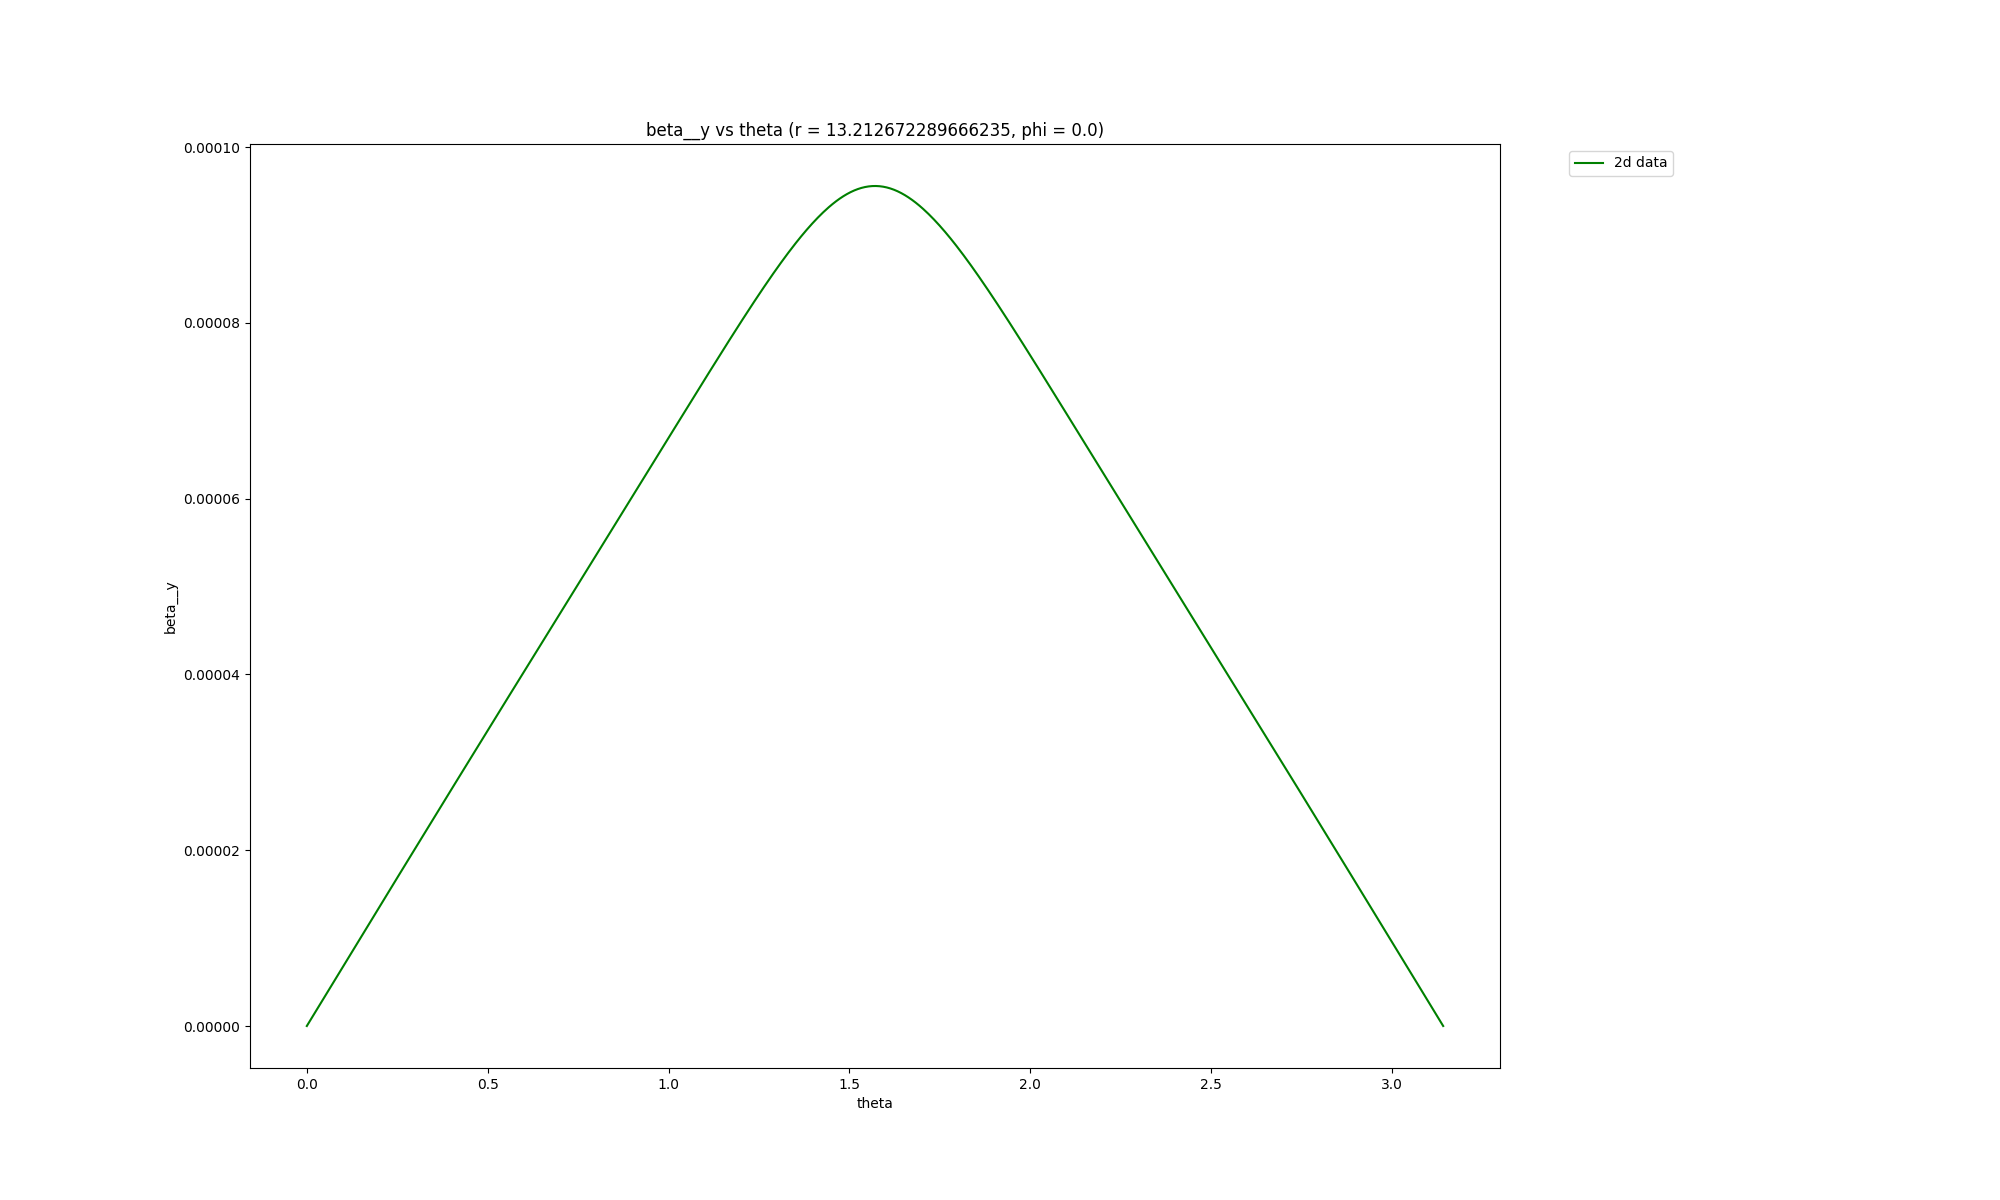 beta__y vs theta (r = 13.212672289666235, phi = 0.0)
2d data
0.00010
0.00008
0.00006
0.00004
0.00002
0.00000
beta__y
0.0 0.5 1.0 1.5 2.0 2.5 3.0
theta